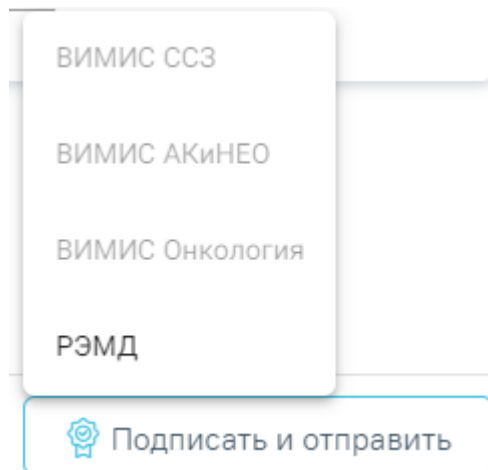 ВИМИС ССЗ
ВИМИС АКиНЕО
ВИМИС Онкология
РЭМД
Подписать и отправить